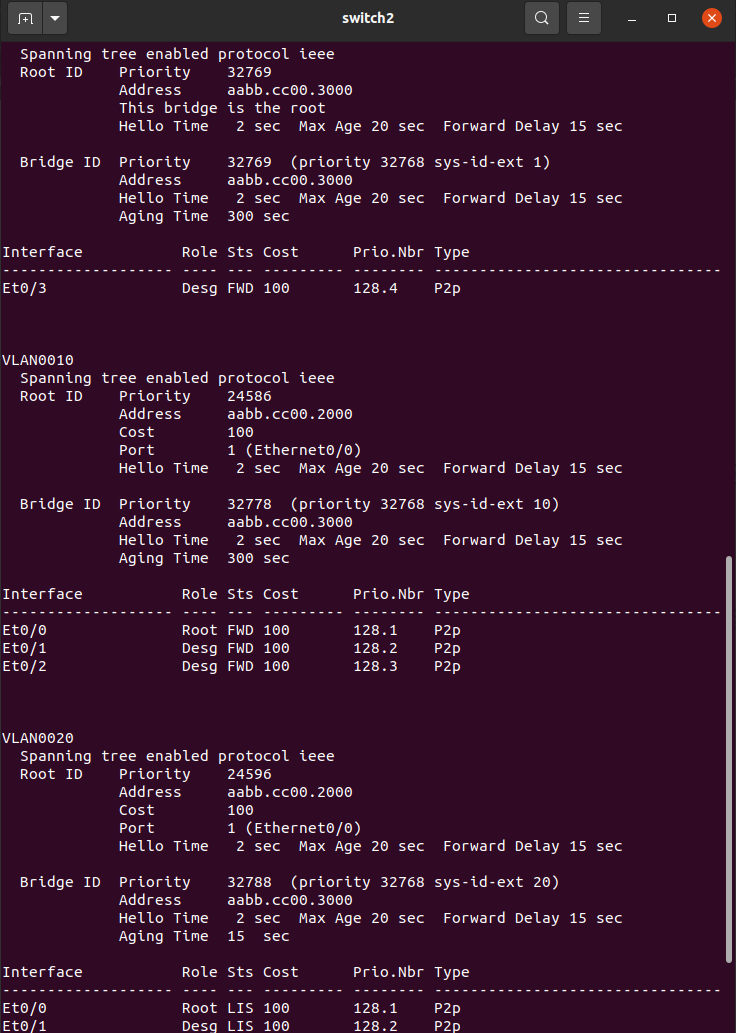 switch2
Spanning tree enabled protocol ieee
Root ID    Priority    32769
Address     aabb.cc00.3000
This bridge is the root
Hello Time   2 sec  Max Age 20 sec  Forward Delay 15 sec
Bridge ID  Priority    32769  (priority 32768 sys-id-ext 1)
Address     aabb.cc00.3000
Hello Time   2 sec  Max Age 20 sec  Forward Delay 15 sec
Aging Time  300 sec
Interface           Role Sts Cost      Prio.Nbr Type
------------------- ---- --- --------- -------- --------------------------------
Et0/3               Desg FWD 100       128.4    P2p
VLAN0010
Spanning tree enabled protocol ieee
Root ID    Priority    24586
Address     aabb.cc00.2000
Cost        100
Port        1 (Ethernet0/0)
Hello Time   2 sec  Max Age 20 sec  Forward Delay 15 sec
Bridge ID  Priority    32778  (priority 32768 sys-id-ext 10)
Address     aabb.cc00.3000
Hello Time   2 sec  Max Age 20 sec  Forward Delay 15 sec
Aging Time  300 sec
Interface           Role Sts Cost      Prio.Nbr Type
------------------- ---- --- --------- -------- --------------------------------
Et0/0               Root FWD 100       128.1    P2p
Et0/1               Desg FWD 100       128.2    P2p
Et0/2               Desg FWD 100       128.3    P2p
VLAN0020
Spanning tree enabled protocol ieee
Root ID    Priority    24596
Address     aabb.cc00.2000
Cost        100
Port        1 (Ethernet0/0)
Hello Time   2 sec  Max Age 20 sec  Forward Delay 15 sec
Bridge ID  Priority    32788  (priority 32768 sys-id-ext 20)
Address     aabb.cc00.3000
Hello Time   2 sec  Max Age 20 sec  Forward Delay 15 sec
Aging Time  15  sec
Interface           Role Sts Cost      Prio.Nbr Type
------------------- ---- --- --------- -------- --------------------------------
Et0/0               Root LIS 100       128.1    P2p
Et0/1               Desg LIS 100       128.2    P2p